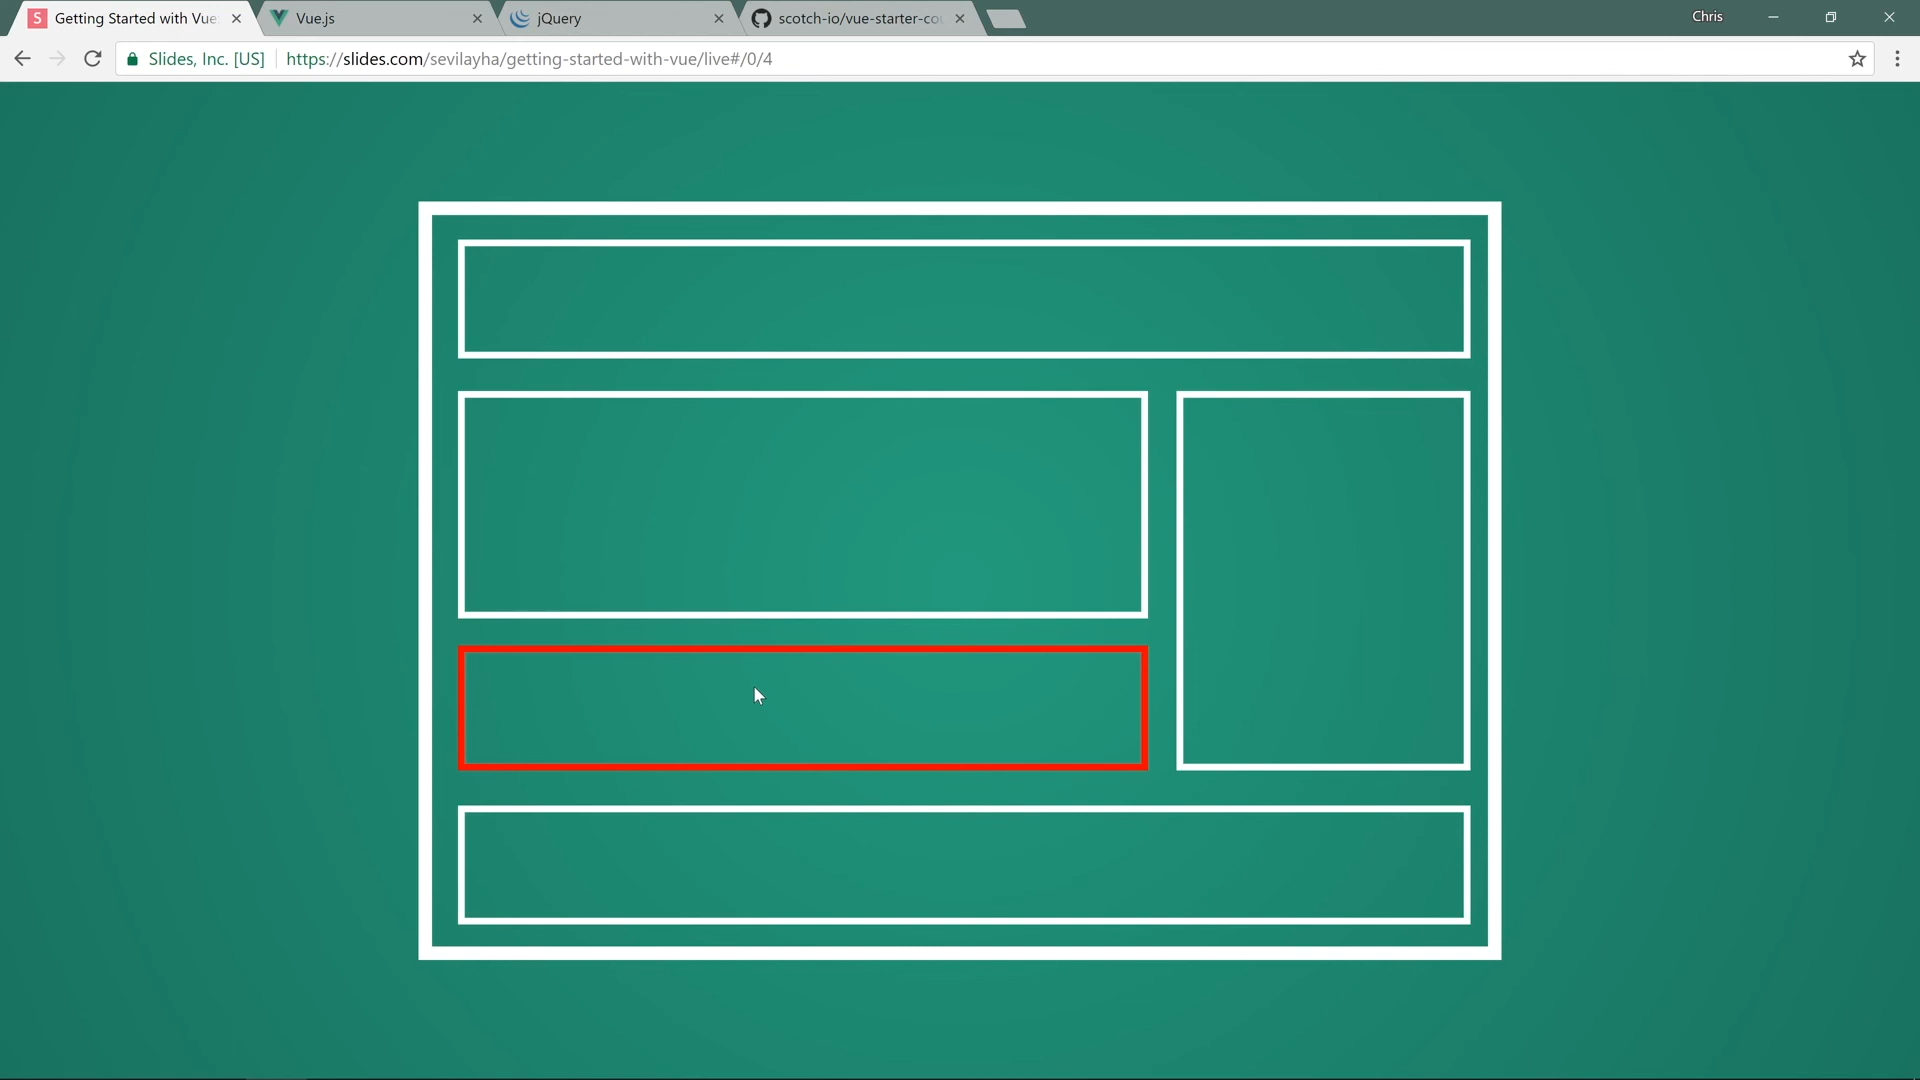 S Getting Started with Vue
Vue.js
jQuery
scotch-io/vue-starter-cou
Chris
Slides, Inc. [US]
https://slides.com/sevilayha/getting-started-with-vue/live#/0/4